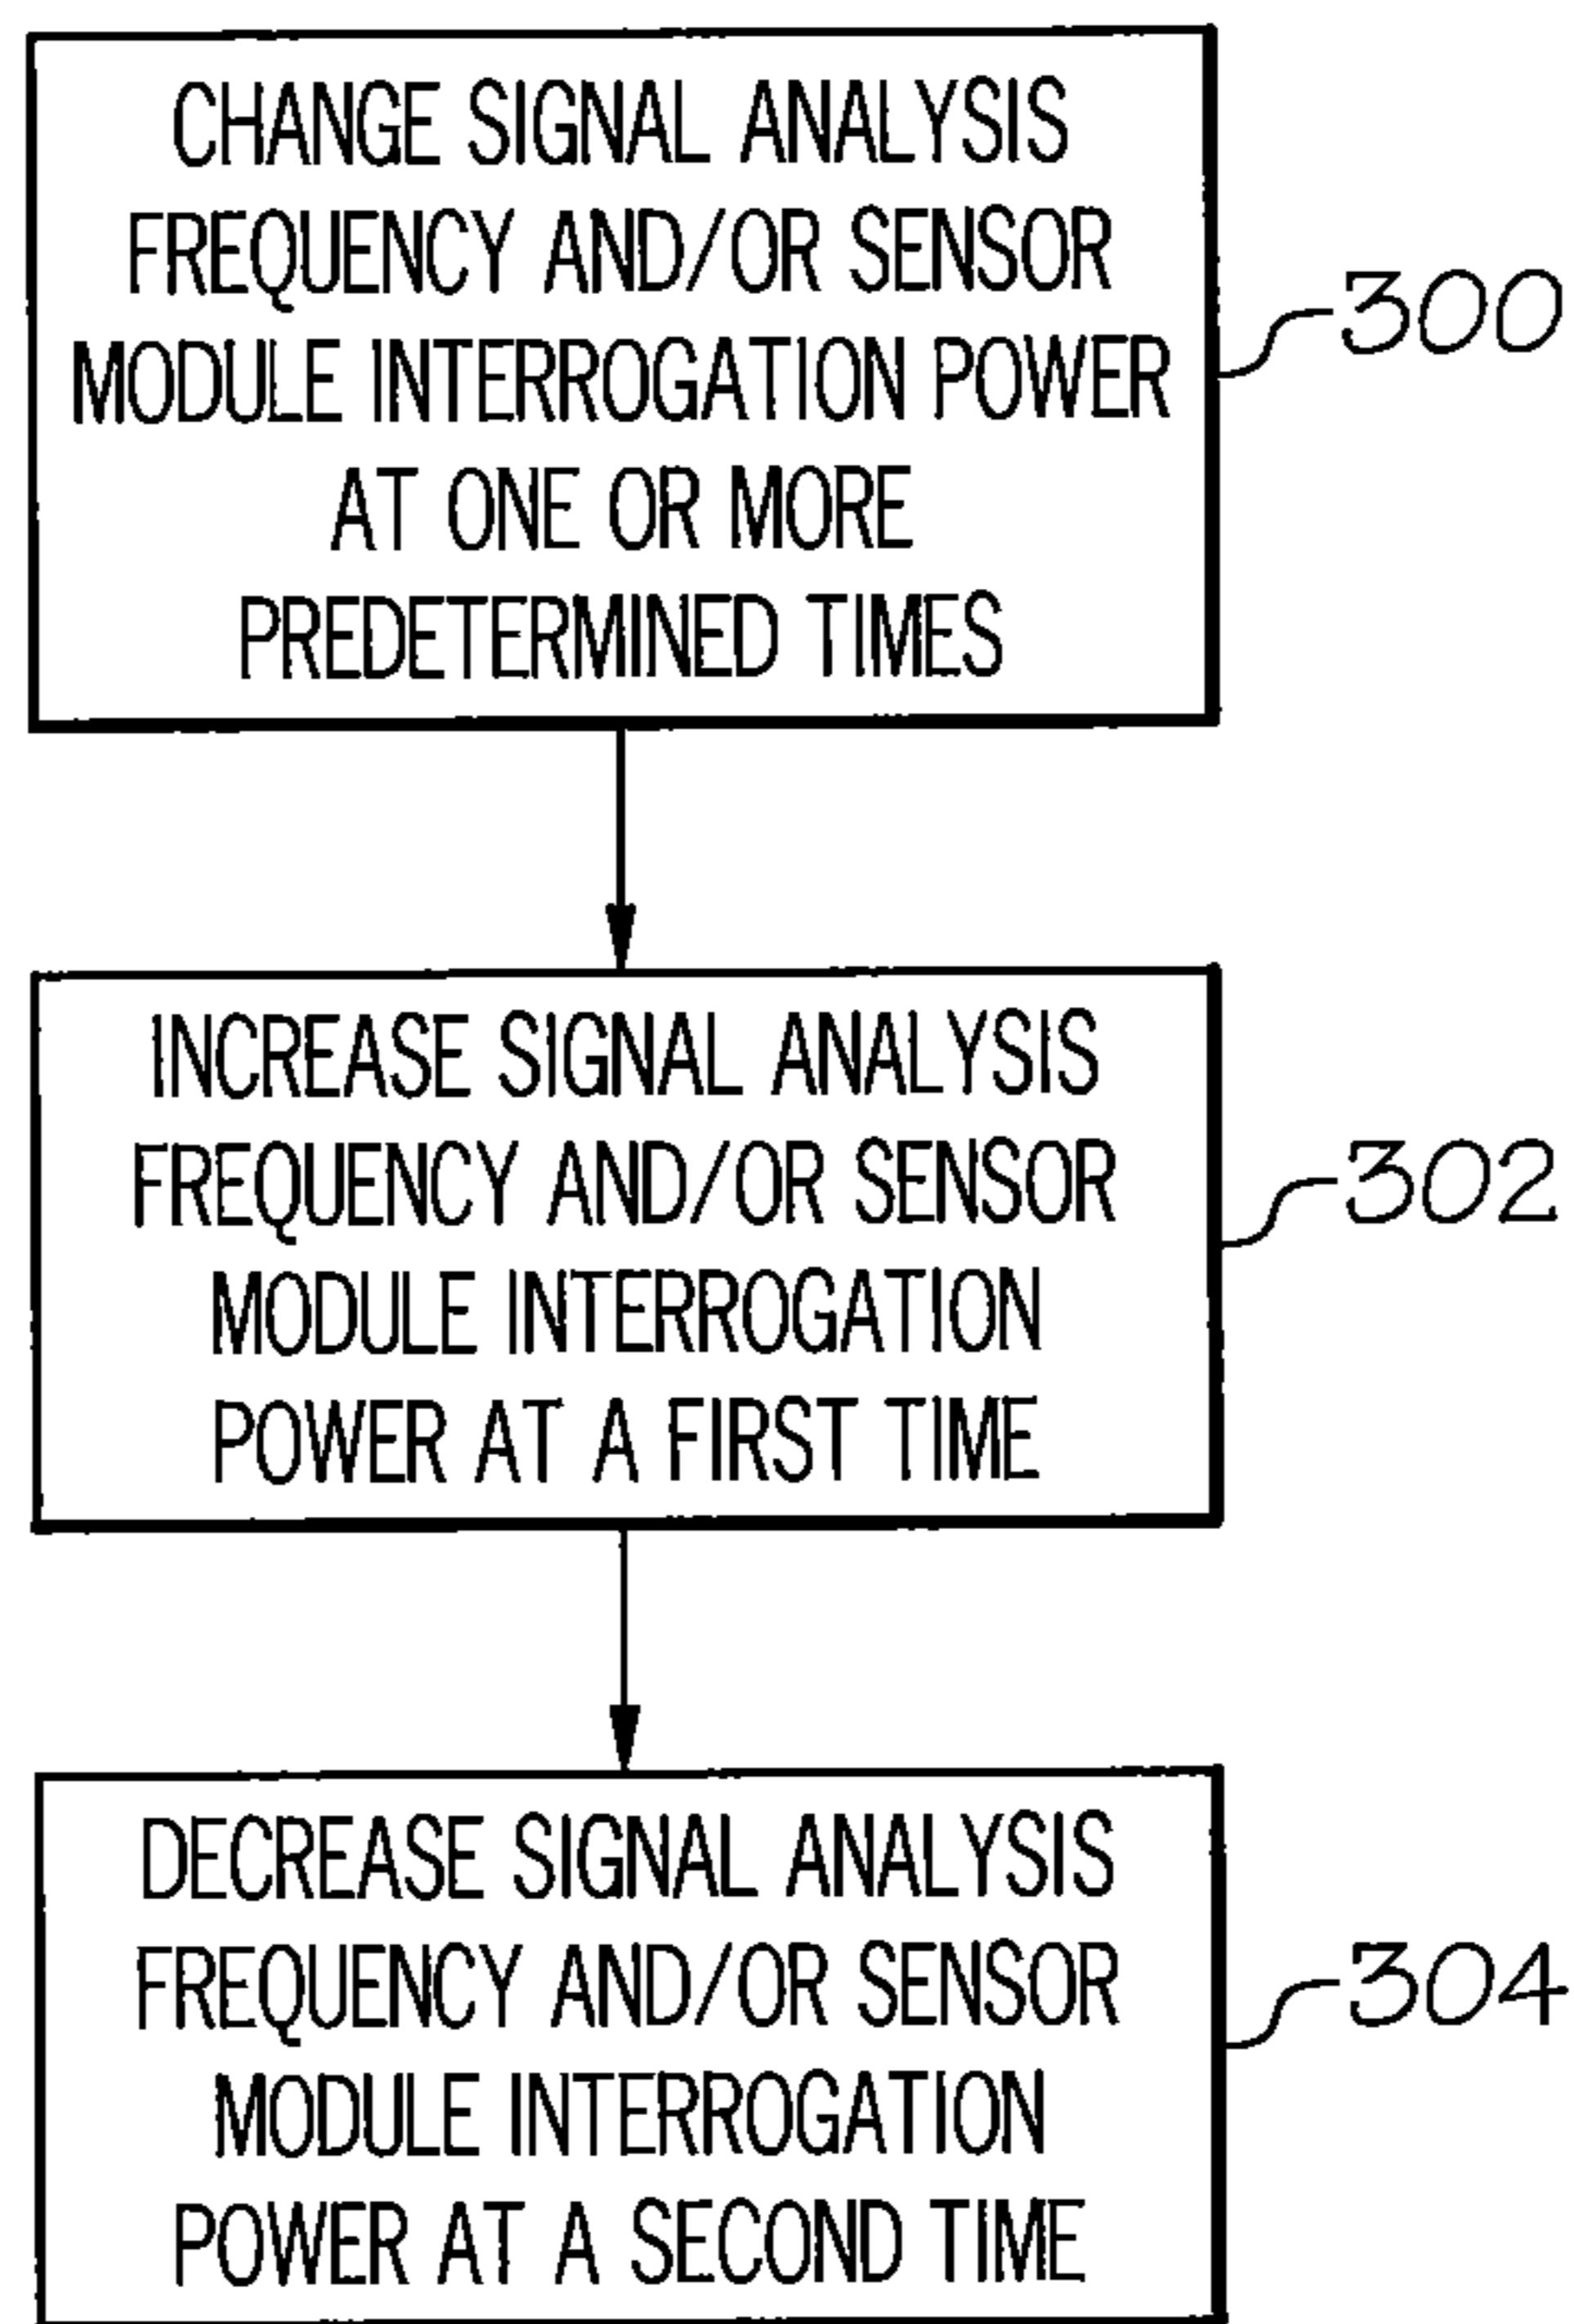 CHANGE SIGNAL ANALYSIS
FREQUENCY AND/OR SENSOR
MODULE INTERROGATION POWER
AT ONE OR MORE
PREDETERMINED TIMES
300
INCREASE SIGNAL ANALYSIS
FREQUENCY AND/OR SENSOR
MODULE INTERROGATION
POWER AT A FIRST TIME
302
DECREASE SIGNAL ANALYSIS
FREQUENCY AND/OR SENSOR
MODULE INTERROGATION
POWER AT A SECOND TIME
304